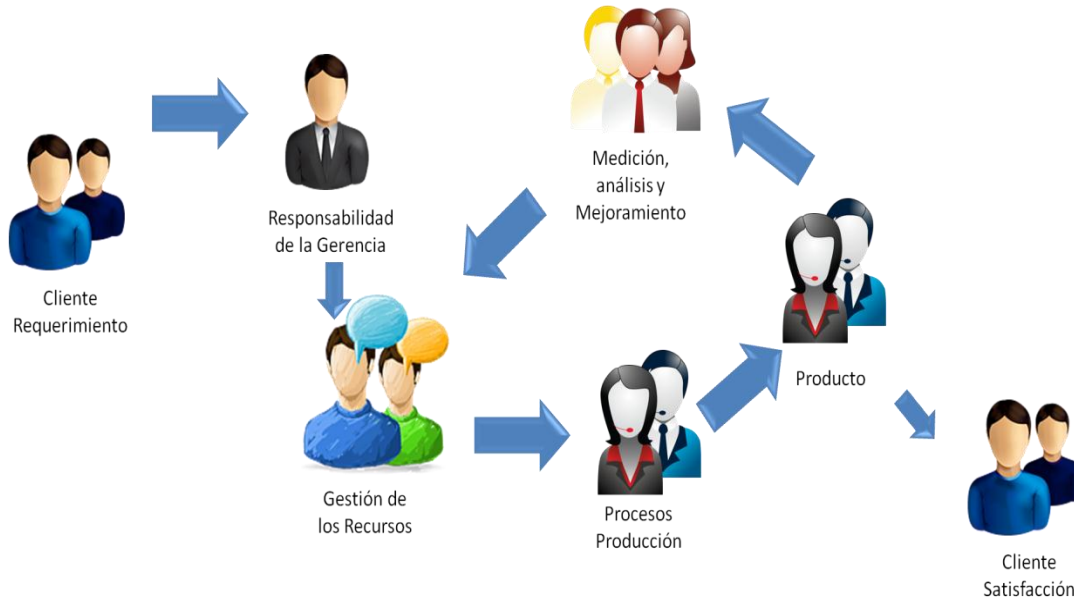 Cliente
Requerimiento
Responsabilidad
de la Gerencia
Gestión de
los Recursos
Procesos
Producción
Producto
Medición,
análisis y
Mejoramiento
Cliente
Satisfacción